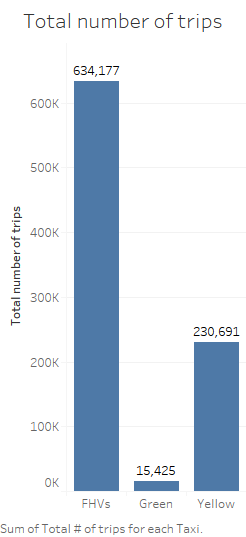 Total number of trips
634,177
600K
500K
400K
Total number of trips
300K
230,691
200K
100K
15,425
0K
FHVs Green Yellow
Sum of Total # of trips for each Taxi.